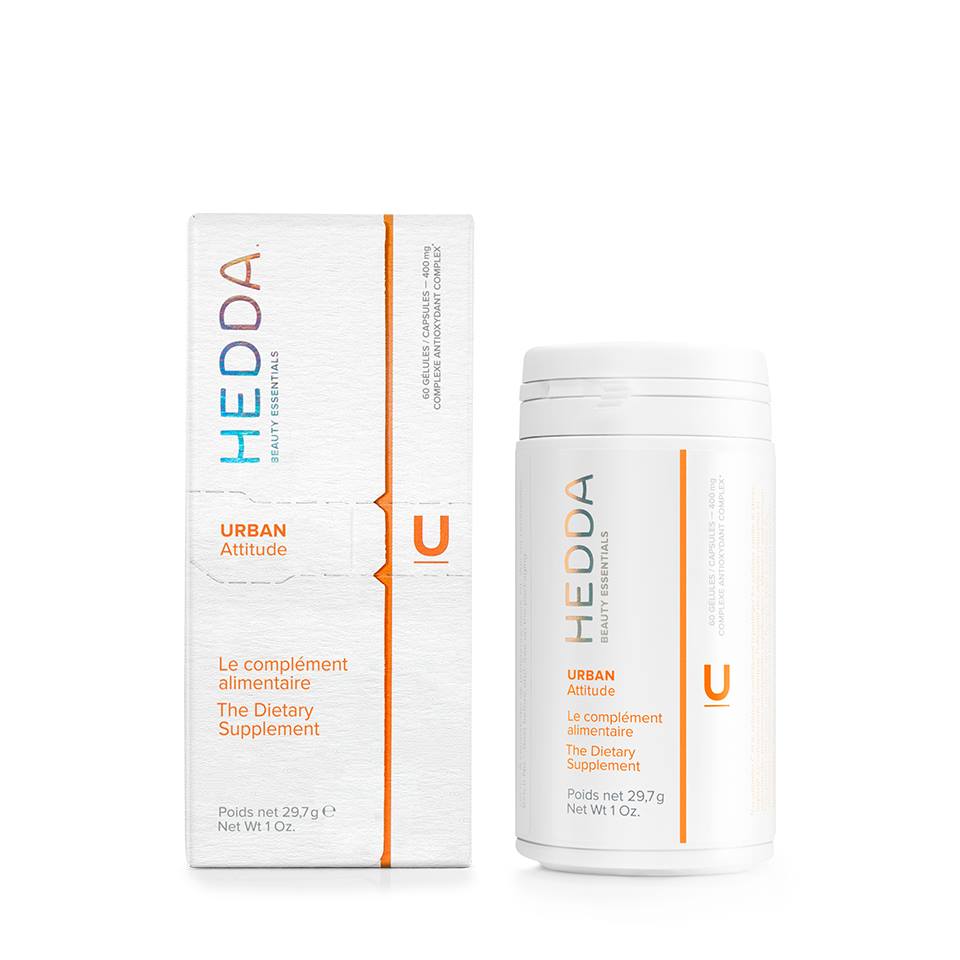 HEDDA.
BEAUTY ESSENTIALS
60 GÉLULES / CAPSULES — 400 mg
COMPLEXE ANTIOXYDANT COMPLEX*
URBAN
Attitude
U
Le complément
alimentaire
The Dietary
Supplement
Poids net 29,7g ℮
Net Wt 1 Oz.
HEDDA
BEAUTY ESSENTIALS
60 GÉLULES / CAPSULES — 400 mg
COMPLEXE ANTIOXYDANT COMPLEX*
URBAN
Attitude
U
Le complément
alimentaire
The Dietary
Supplement
Poids net 29,7g
Net Wt 1 Oz.